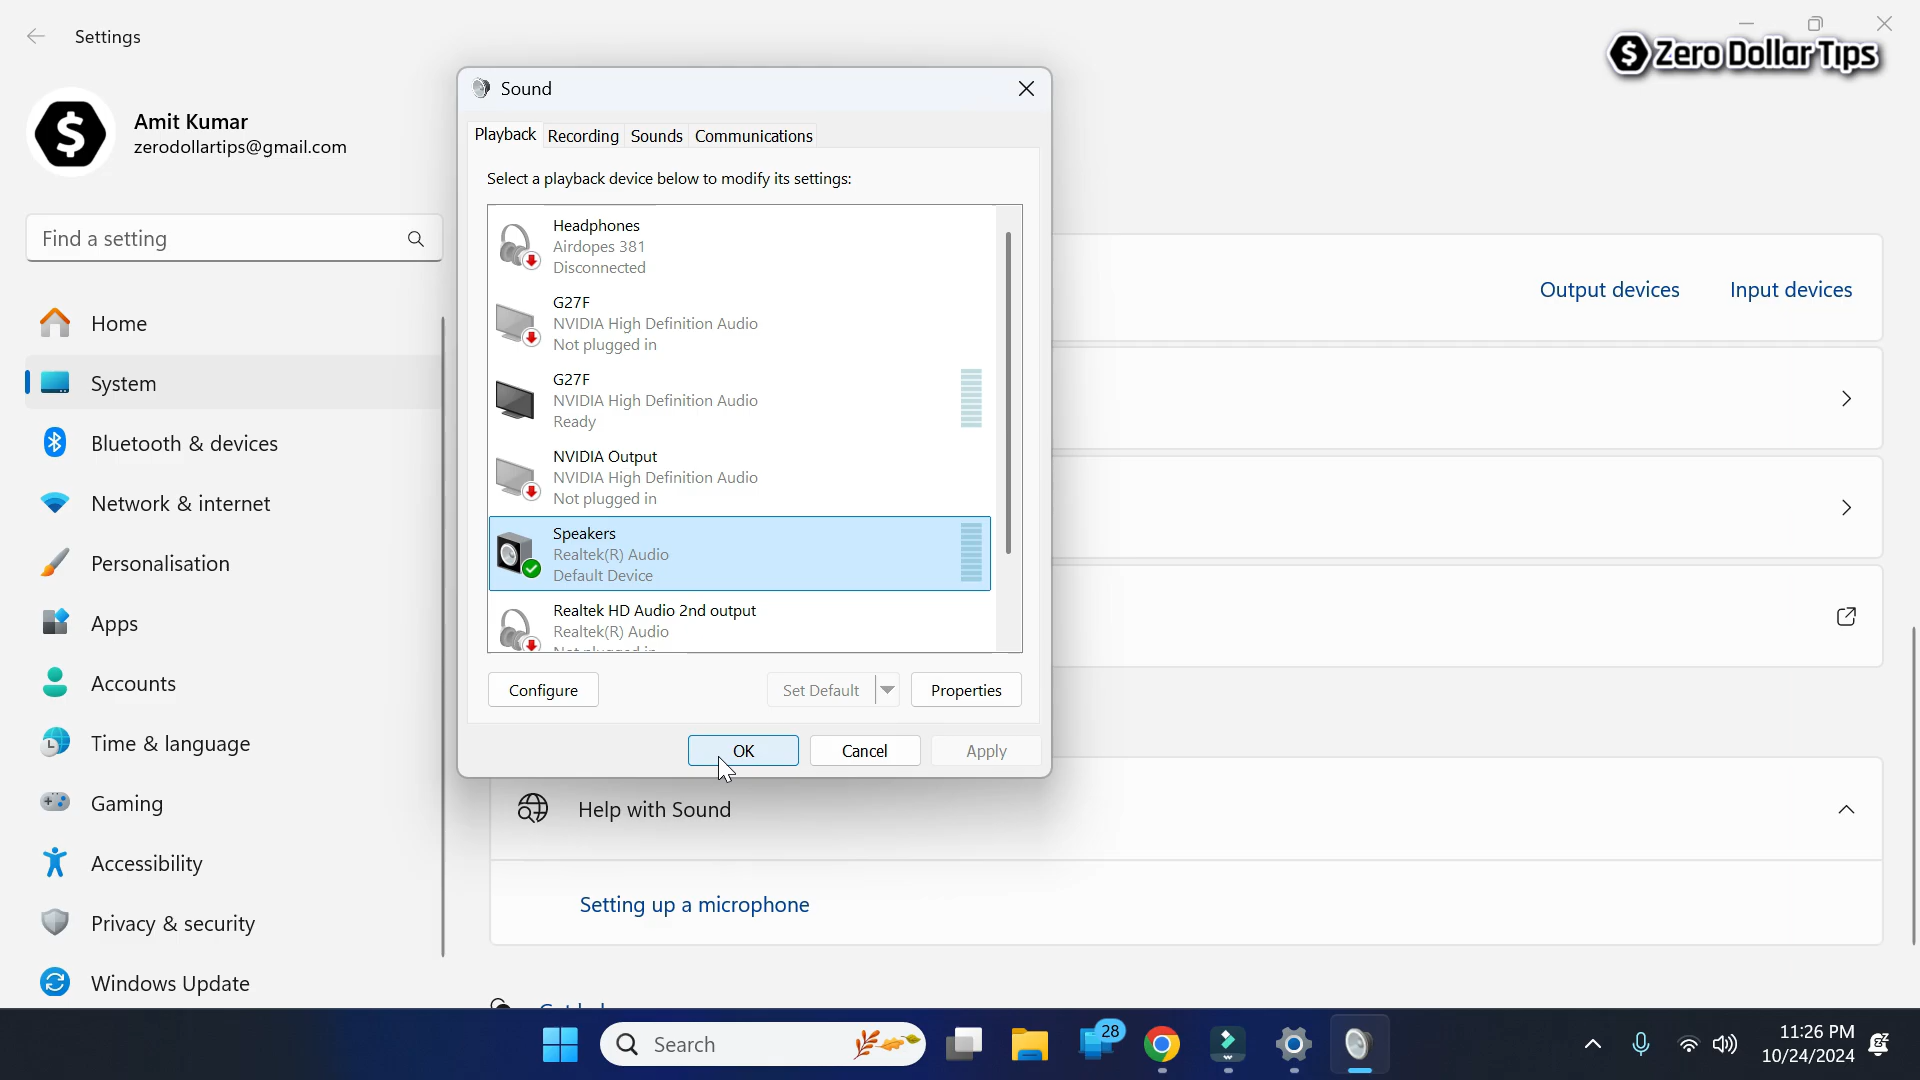 Settings
$ Zero Dollar Tips
Sound
$
Amit Kumar
zerodollartips@gmail.com
Playback Recording Sounds Communications
Select a playback device below to modify its settings:
Find a setting
Headphones
Airdopes 381
Disconnected
G27F
NVIDIA High Definition Audio
Not plugged in
G27F
NVIDIA High Definition Audio
Ready
NVIDIA Output
NVIDIA High Definition Audio
Not plugged in
Speakers
Realtek(R) Audio
Default Device
Realtek HD Audio 2nd output
Realtek(R) Audio
Configure Set Default Properties
OK Cancel Apply
Output devices Input devices
Home
System
Bluetooth & devices
Network & internet
Personalisation
Apps
Accounts
Time & language
Gaming
Accessibility
Privacy & security
Windows Update
Help with Sound
Setting up a microphone
Search
28
11:26 PM
10/24/2024